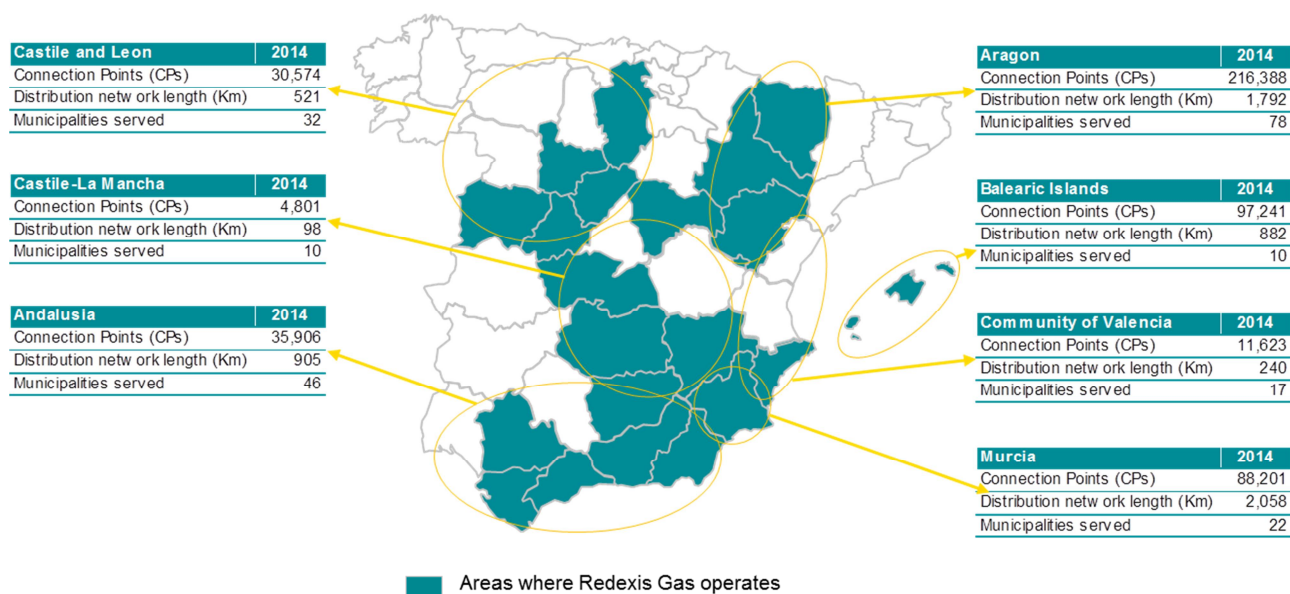 Castile and Leon 2014
Connection Points (CPs) 30,574
Distribution netw ork length (Km) 521
Municipalities served 32
Castile-La Mancha 2014
Connection Points (CPs) 4,801
Distribution netw ork length (Km) 98
Municipalities served 10
Andalusia 2014
Connection Points (CPs) 35,906
Distribution netw ork length (Km) 905
Municipalities served 46
Aragon 2014
Connection Points (CPs) 216,388
Distribution netw ork length (Km) 1,792
Municipalities served 78
Balearic Islands 2014
Connection Points (CPs) 97,241
Distribution netw ork length (Km) 882
Municipalities served 10
Community of Valencia 2014
Connection Points (CPs) 11,623
Distribution netw ork length (Km) 240
Municipalities served 17
Murcia 2014
Connection Points (CPs) 88,201
Distribution netw ork length (Km) 2,058
Municipalities served 22
Areas where Redexis Gas operates